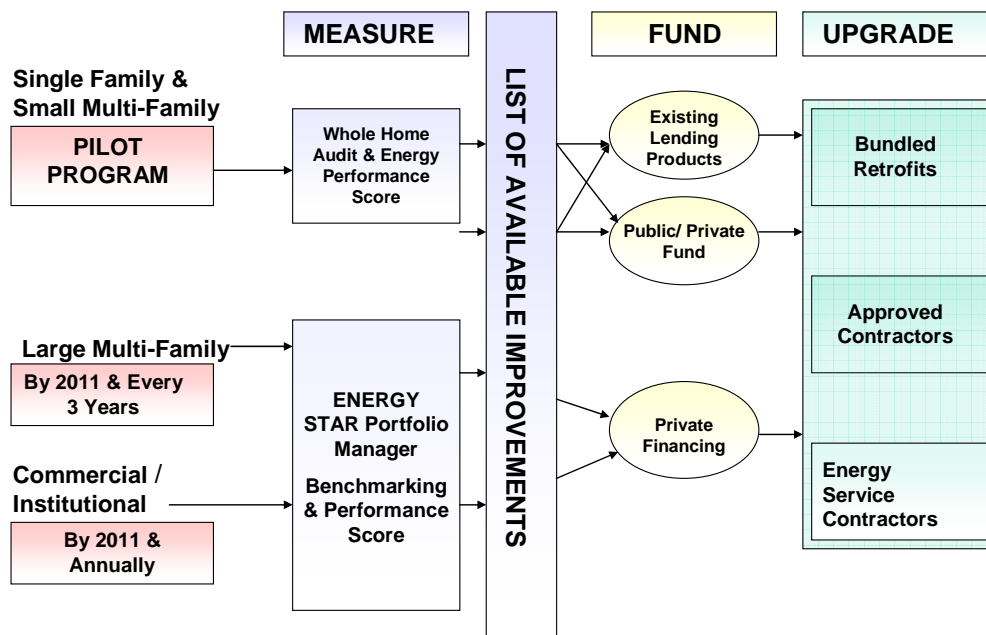 MEASURE
FUND
UPGRADE
Single Family &
Small Multi-Family
PILOT
PROGRAM
Whole Home
Audit & Energy
Performance
Score
LIST OF AVAILABLE IMPROVEMENTS
Existing
Lending
Products
Public/ Private
Fund
Bundled
Retrofits
Large Multi-Family
By 2011 & Every
3 Years
Commercial /
Institutional
By 2011 &
Annually
ENERGY
STAR Portfolio
Manager
Benchmarking
& Performance
Score
Private
Financing
Approved
Contractors
Energy
Service
Contractors